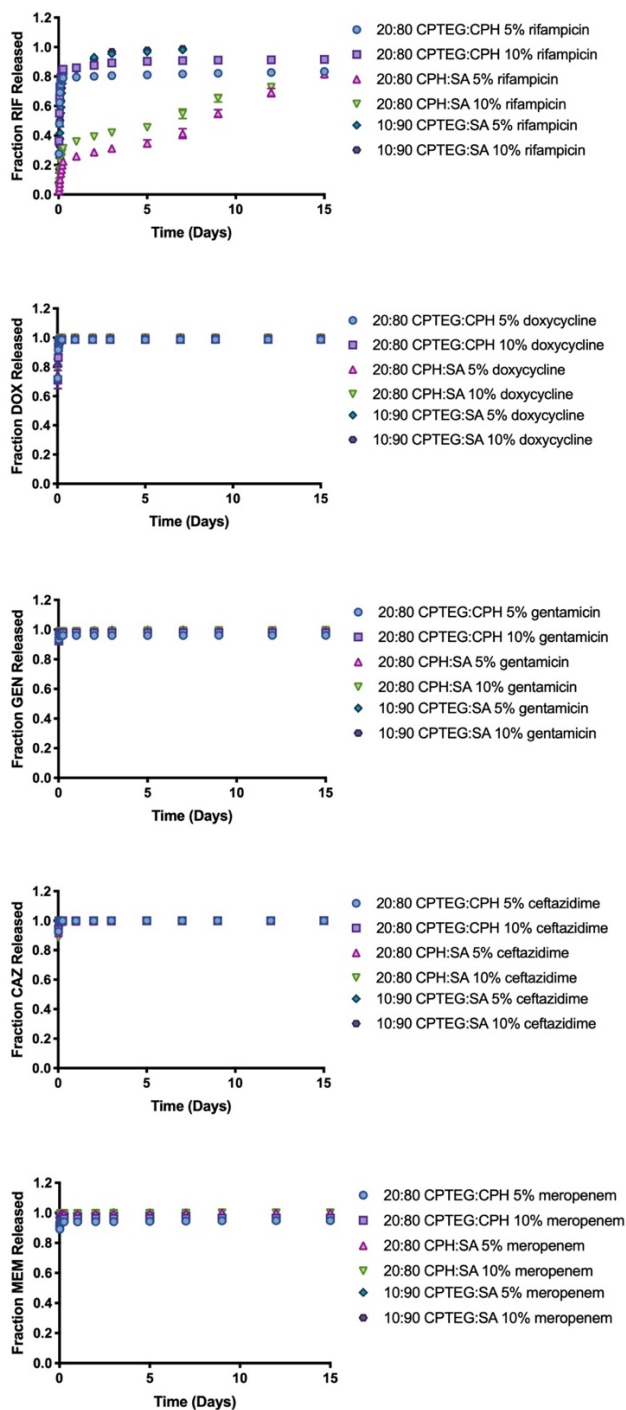 Fraction RIF Released
1.2
1.0
0.8
0.6
0.4
0.2
0.0
0
5
10
15
Time (Days)
20:80 CPTEG:CPH 5% rifampicin
20:80 CPTEG:CPH 10% rifampicin
20:80 CPH:SA 5% rifampicin
20:80 CPH:SA 10% rifampicin
10:90 CPTEG:SA 5% rifampicin
10:90 CPTEG:SA 10% rifampicin
Fraction DOX Released
1.2
1.0
0.8
0.6
0.4
0.2
0.0
0
5
10
15
Time (Days)
20:80 CPTEG:CPH 5% doxycycline
20:80 CPTEG:CPH 10% doxycycline
20:80 CPH:SA 5% doxycycline
20:80 CPH:SA 10% doxycycline
10:90 CPTEG:SA 5% doxycycline
10:90 CPTEG:SA 10% doxycycline
Fraction GEN Released
1.2
1.0
0.8
0.6
0.4
0.2
0.0
0
5
10
15
Time (Days)
20:80 CPTEG:CPH 5% gentamicin
20:80 CPTEG:CPH 10% gentamicin
20:80 CPH:SA 5% gentamicin
20:80 CPH:SA 10% gentamicin
10:90 CPTEG:SA 5% gentamicin
10:90 CPTEG:SA 10% gentamicin
Fraction CAZ Released
1.2
1.0
0.8
0.6
0.4
0.2
0.0
0
5
10
15
Time (Days)
20:80 CPTEG:CPH 5% ceftazidime
20:80 CPTEG:CPH 10% ceftazidime
20:80 CPH:SA 5% ceftazidime
20:80 CPH:SA 10% ceftazidime
10:90 CPTEG:SA 5% ceftazidime
10:90 CPTEG:SA 10% ceftazidime
Fraction MEM Released
1.2
1.0
0.8
0.6
0.4
0.2
0.0
0
5
10
15
Time (Days)
20:80 CPTEG:CPH 5% meropenem
20:80 CPTEG:CPH 10% meropenem
20:80 CPH:SA 5% meropenem
20:80 CPH:SA 10% meropenem
10:90 CPTEG:SA 5% meropenem
10:90 CPTEG:SA 10% meropenem